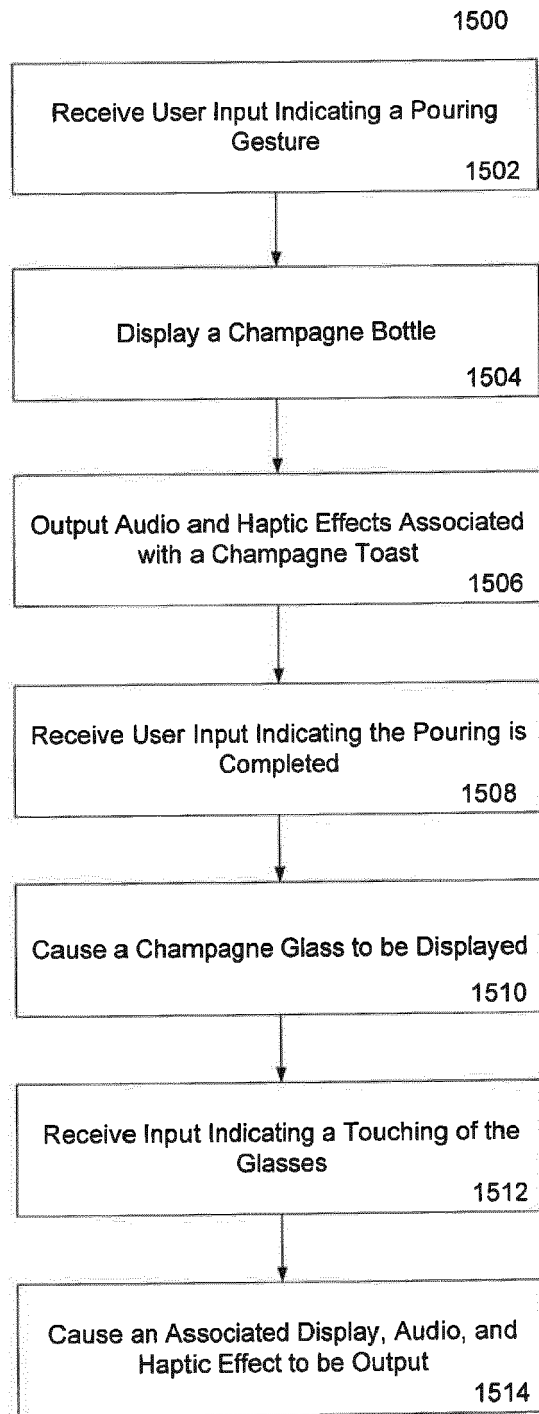 1500
Receive User Input Indicating a Pouring
Gesture
1502
Display a Champagne Bottle
1504
Output Audio and Haptic Effects Associated
with a Champagne Toast
1506
Receive User Input Indicating the Pouring is
Completed
1508
Cause a Champagne Glass to be Displayed
1510
Receive Input Indicating a Touching of the
Glasses
1512
Cause an Associated Display, Audio, and
Haptic Effect to be Output
1514